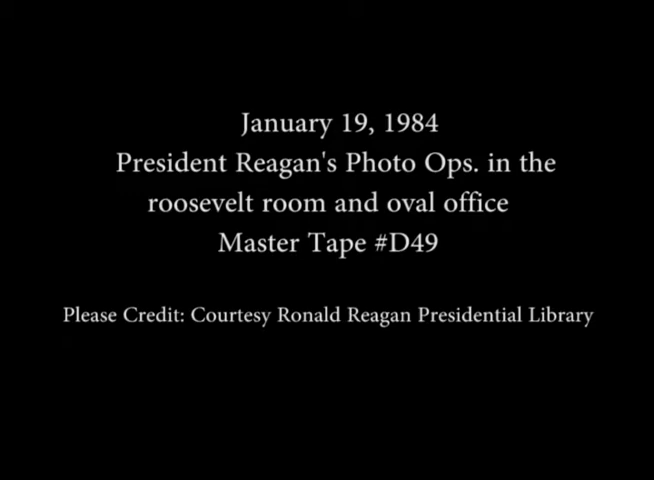 January 19, 1984
President Reagan's Photo Ops. in the
roosevelt room and oval office
Master Tape #D49
Please Credit: Courtesy Ronald Reagan Presidential Library